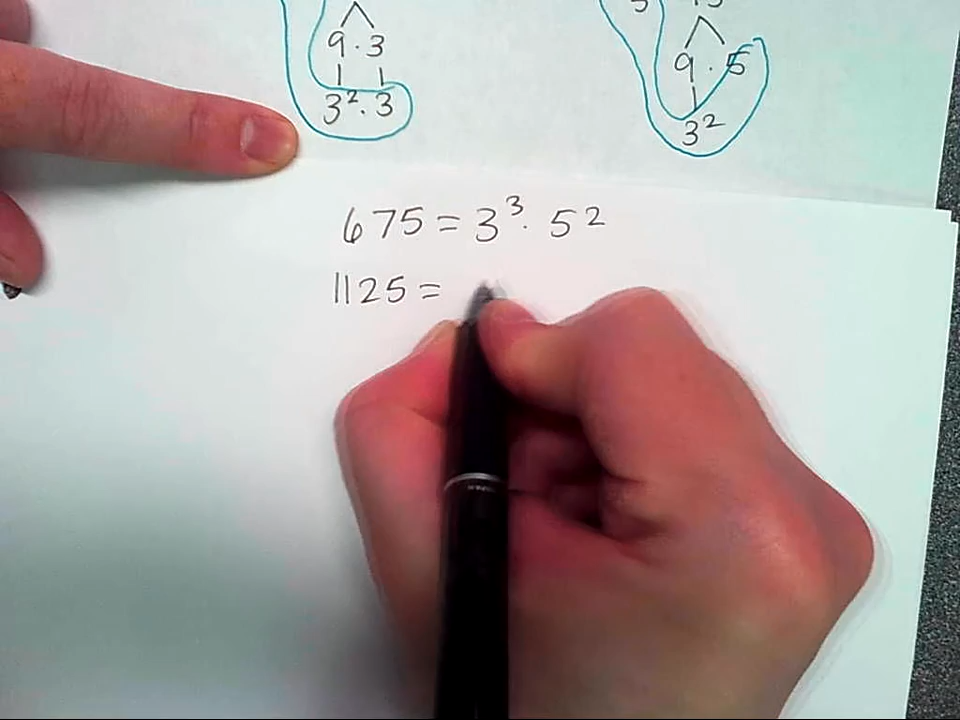 9 · 3
3² · 3
9 · 5
3²
675 = 3³ · 5²
1125 =